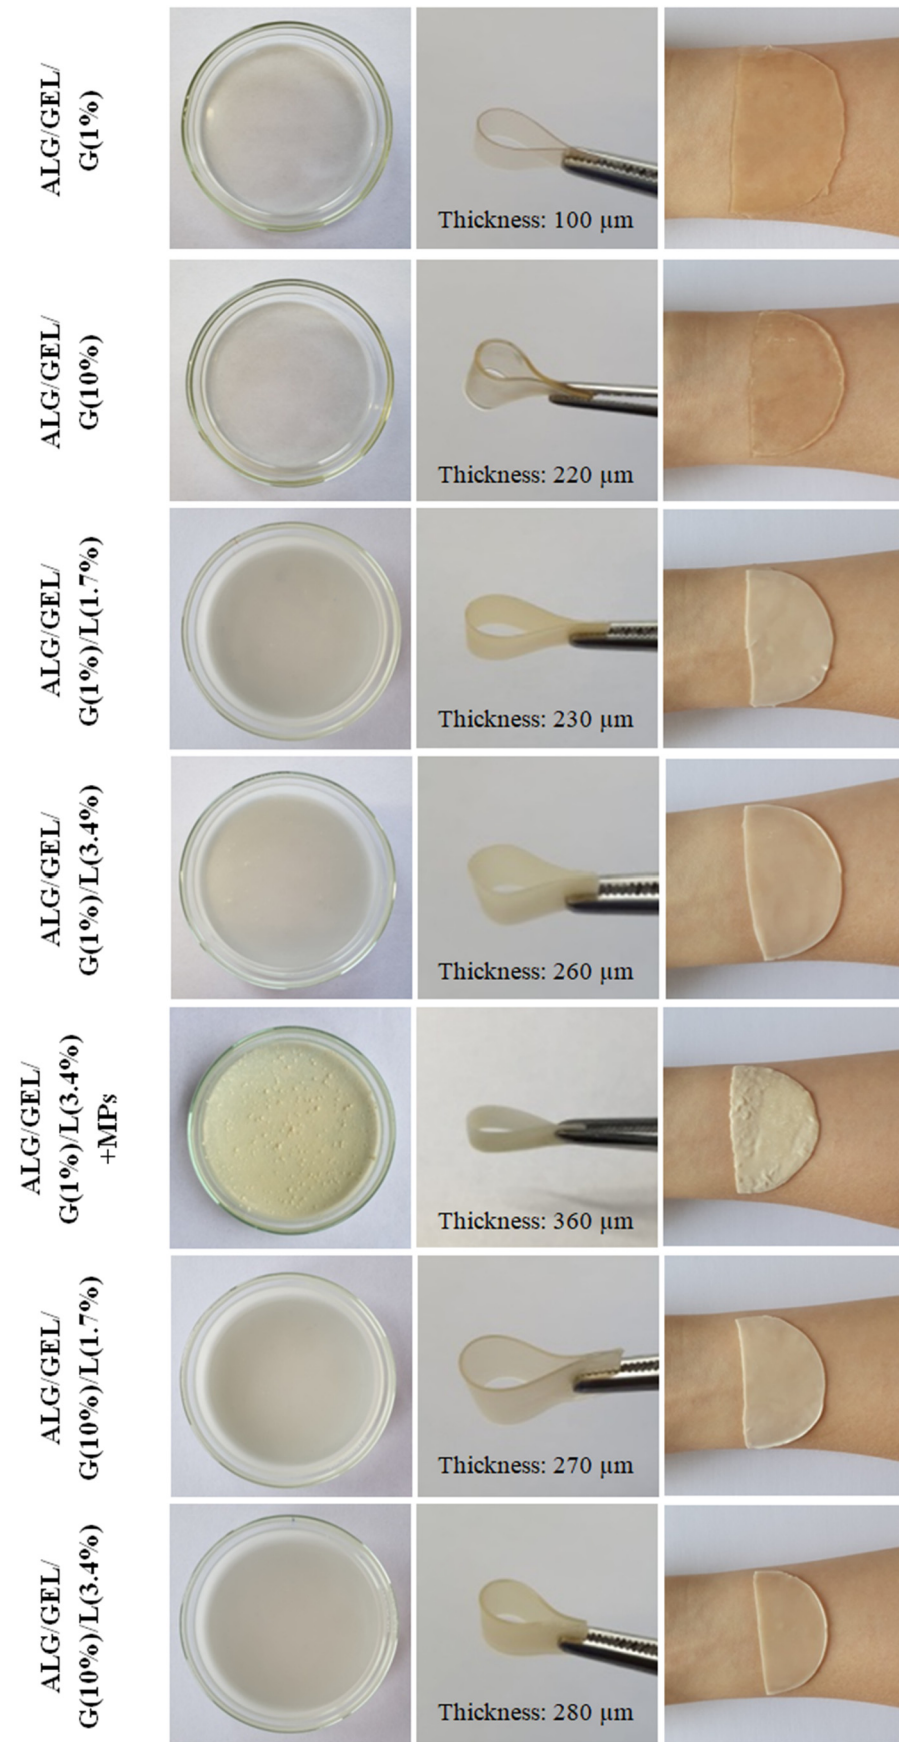 ALG/GEL/
G(1%)
Thickness: 100 µm
ALG/GEL/
G(10%)
Thickness: 220 µm
ALG/GEL/
G(1%)/L(1.7%)
Thickness: 230 µm
ALG/GEL/
G(1%)/L(3.4%)
Thickness: 260 µm
ALG/GEL/
G(1%)/L(3.4%)
+MPs
Thickness: 360 µm
ALG/GEL/
G(10%)/L(1.7%)
Thickness: 270 µm
ALG/GEL/
G(10%)/L(3.4%)
Thickness: 280 µm